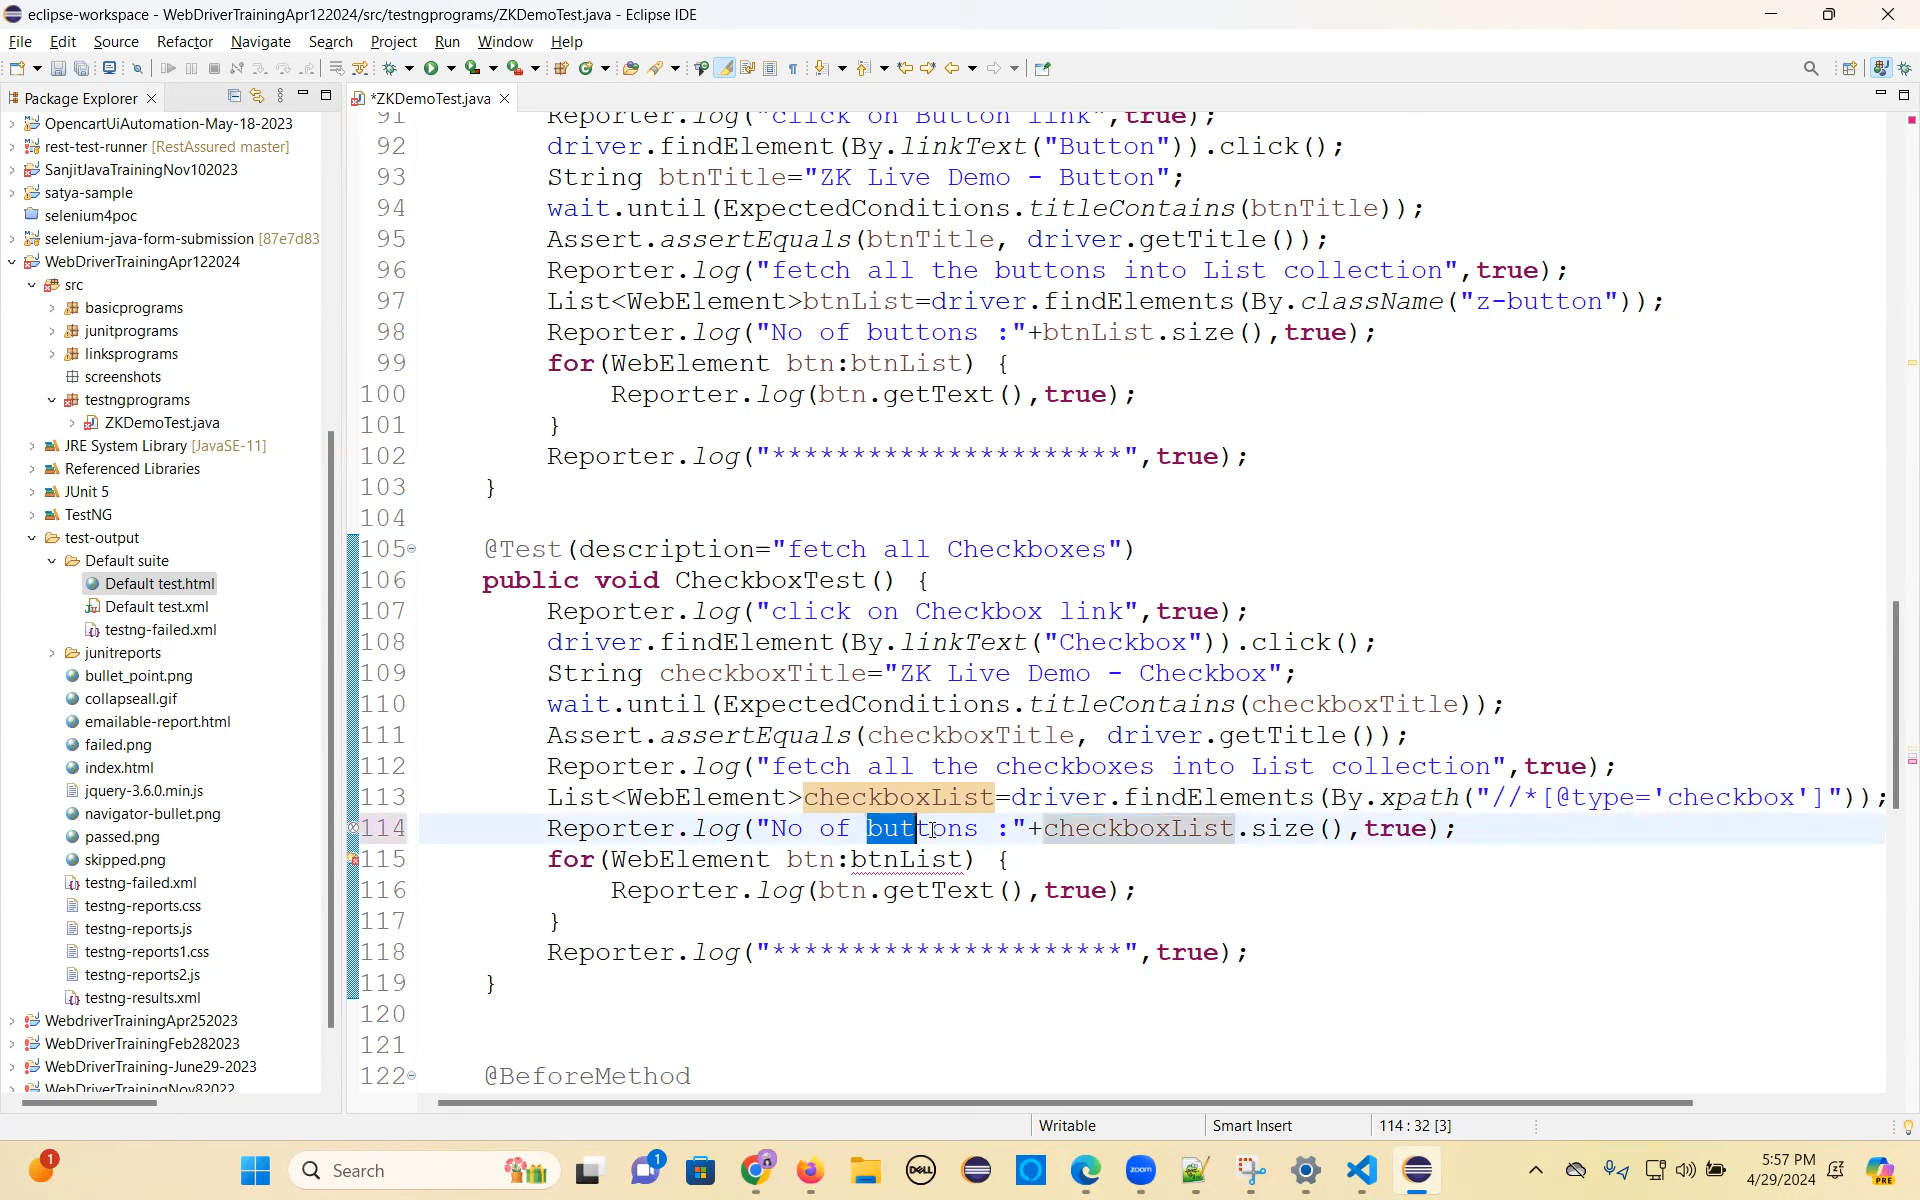 eclipse-workspace - WebDriverTrainingApr122024/src/testngprograms/ZKDemoTest.java - Eclipse IDE
File Edit Source Refactor Navigate Search Project Run Window Help
Package Explorer
*ZKDemoTest.java
OpencartUiAutomation-May-18-2023
rest-test-runner [RestAssured master]
SanjitJavaTrainingNov102023
satya-sample
selenium4poc
selenium-java-form-submission [87e7d83
WebDriverTrainingApr122024
src
basicprograms
junitprograms
linksprograms
screenshots
testngprograms
ZKDemoTest.java
JRE System Library [JavaSE-11]
Referenced Libraries
JUnit 5
TestNG
test-output
Default suite
Default test.html
Default test.xml
testng-failed.xml
junitreports
bullet_point.png
collapseall.gif
emailable-report.html
failed.png
index.html
jquery-3.6.0.min.js
navigator-bullet.png
passed.png
skipped.png
testng-failed.xml
testng-reports.css
testng-reports.js
testng-reports1.css
testng-reports2.js
testng-results.xml
WebdriverTrainingApr252023
WebDriverTrainingFeb282023
WebDriverTraining-June29-2023
WebDriverTrainingNov82022
91 Reporter.log("click on Button link",true);
92 driver.findElement(By.linkText("Button")).click();
93 String btnTitle="ZK Live Demo - Button";
94 wait.until(ExpectedConditions.titleContains(btnTitle));
95 Assert.assertEquals(btnTitle, driver.getTitle());
96 Reporter.log("fetch all the buttons into List collection",true);
97 List<WebElement>btnList=driver.findElements(By.className("z-button"));
98 Reporter.log("No of buttons :"+btnList.size(),true);
99 for(WebElement btn:btnList) {
100 Reporter.log(btn.getText(),true);
101 }
102 Reporter.log("**********************",true);
103 }
104
105 @Test(description="fetch all Checkboxes")
106 public void CheckboxTest() {
107 Reporter.log("click on Checkbox link",true);
108 driver.findElement(By.linkText("Checkbox")).click();
109 String checkboxTitle="ZK Live Demo - Checkbox";
110 wait.until(ExpectedConditions.titleContains(checkboxTitle));
111 Assert.assertEquals(checkboxTitle, driver.getTitle());
112 Reporter.log("fetch all the checkboxes into List collection",true);
113 List<WebElement>checkboxList=driver.findElements(By.xpath("//*[@type='checkbox']"));
114 Reporter.log("No of buttons :"+checkboxList.size(),true);
115 for(WebElement btn:btnList) {
116 Reporter.log(btn.getText(),true);
117 }
118 Reporter.log("**********************",true);
119 }
120
121
122 @BeforeMethod
Writable
Smart Insert
114 : 32 [3]
1
Search
1
DELL
zoom
5:57 PM
4/29/2024
PRE